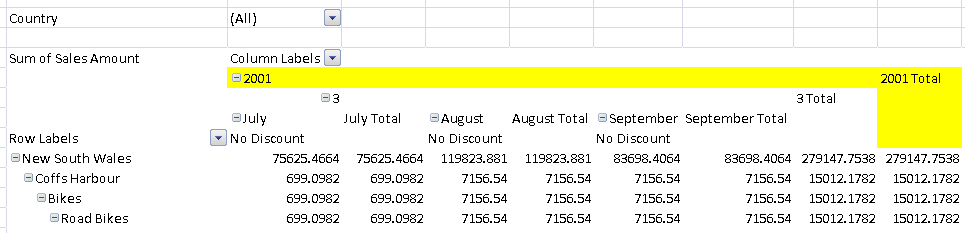 Country (All)
Sum of Sales Amount Column Labels
2001 2001 Total
3 3 Total
July July Total August August Total September September Total
Row Labels No Discount No Discount No Discount
New South Wales 75625.4664 75625.4664 119823.881 119823.881 83698.4064 83698.4064 279147.7538 279147.7538
Coffs Harbour 699.0982 699.0982 7156.54 7156.54 7156.54 7156.54 15012.1782 15012.1782
Bikes 699.0982 699.0982 7156.54 7156.54 7156.54 7156.54 15012.1782 15012.1782
Road Bikes 699.0982 699.0982 7156.54 7156.54 7156.54 7156.54 15012.1782 15012.1782